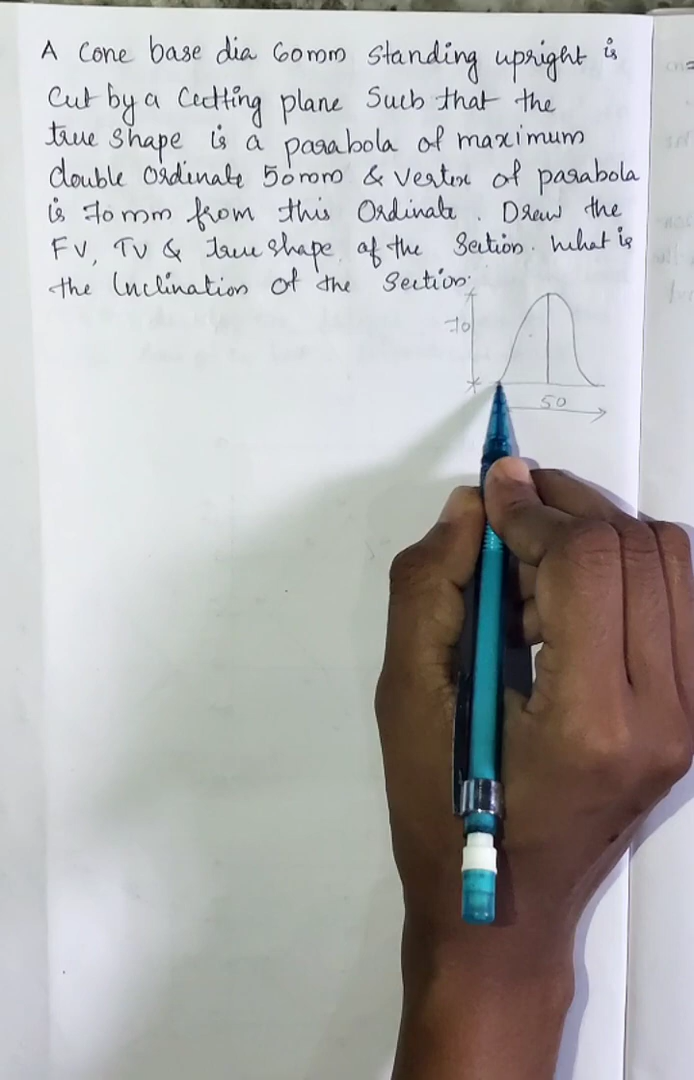 A Cone base dia 60mm Standing upright is
Cut by a Cutting plane Such that the
true shape is a parabola of maximum
double Ordinate 50mm & vertex of parabola
is 70 mm from this Ordinate. Draw the
FV, TV & True shape of the Section. What is
the Inclination of the Section.
70
50